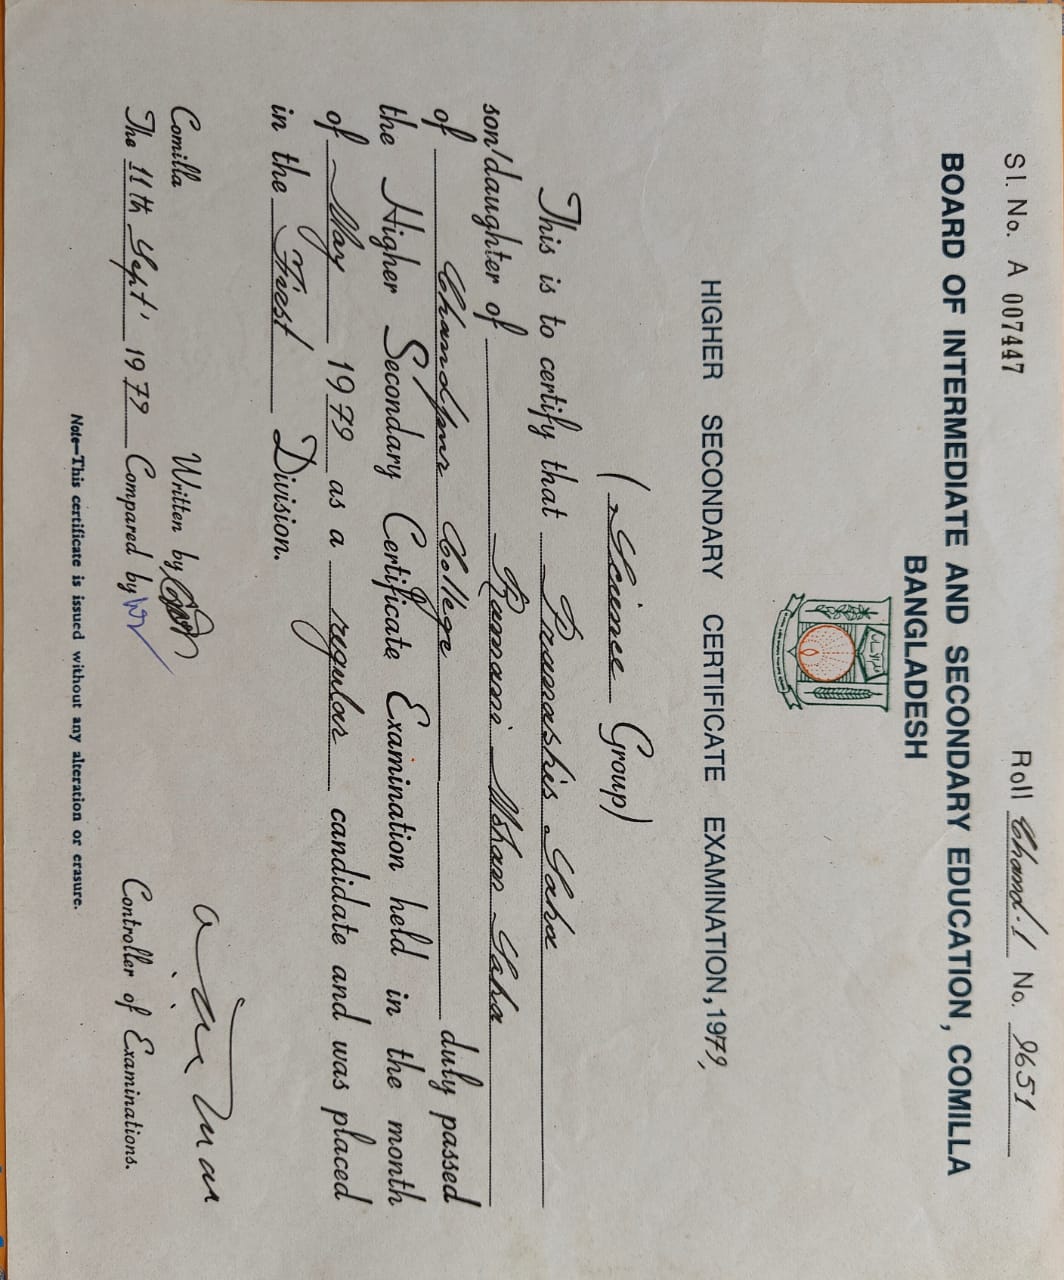 Sl. No. A 007447 Roll Chand.1 No. 9651
BOARD OF INTERMEDIATE AND SECONDARY EDUCATION, COMILLA
BANGLADESH
HIGHER SECONDARY CERTIFICATE EXAMINATION, 1979,
(Science Group)
This is to certify that Debashis Saha
son/daughter of Ramani Mohan Saha
of Chandpur College duly passed
the Higher Secondary Certificate Examination held in the month
of May 1979 as a regular candidate and was placed
in the First Division.
Comilla Written by
The 11th Sept' 1979 Compared by Controller of Examinations.
Note—This certificate is issued without any alteration or erasure.